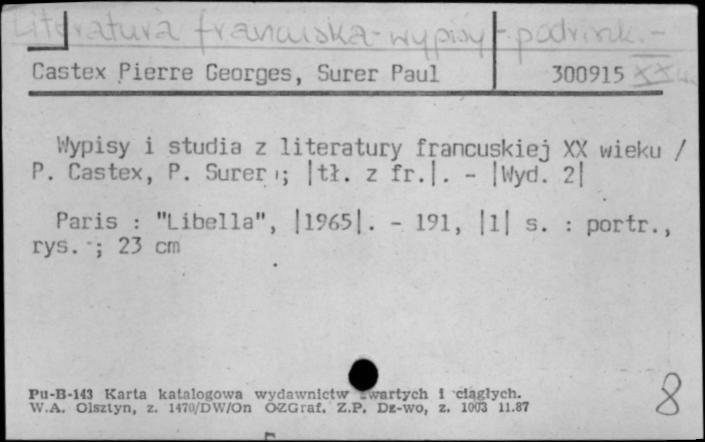 Literatura francuska - wypisy - podręczn. -
Castex Pierre Georges, Surer Paul 300915 XX w.
Wypisy i studia z literatury francuskiej XX wieku /
P. Castex, P. Surer ; |tł. z fr.|. - |Wyd. 2|
Paris : "Libella", |1965|. - 191, |1| s. : portr.,
rys. ; 23 cm
Pu-B-143 Karta katalogowa wydawnictw zwartych i ciągłych.
W.A. Olsztyn, z. 1470/DW/On OZGraf. Z.P. Dz-wo, z. 1003 11.87
8